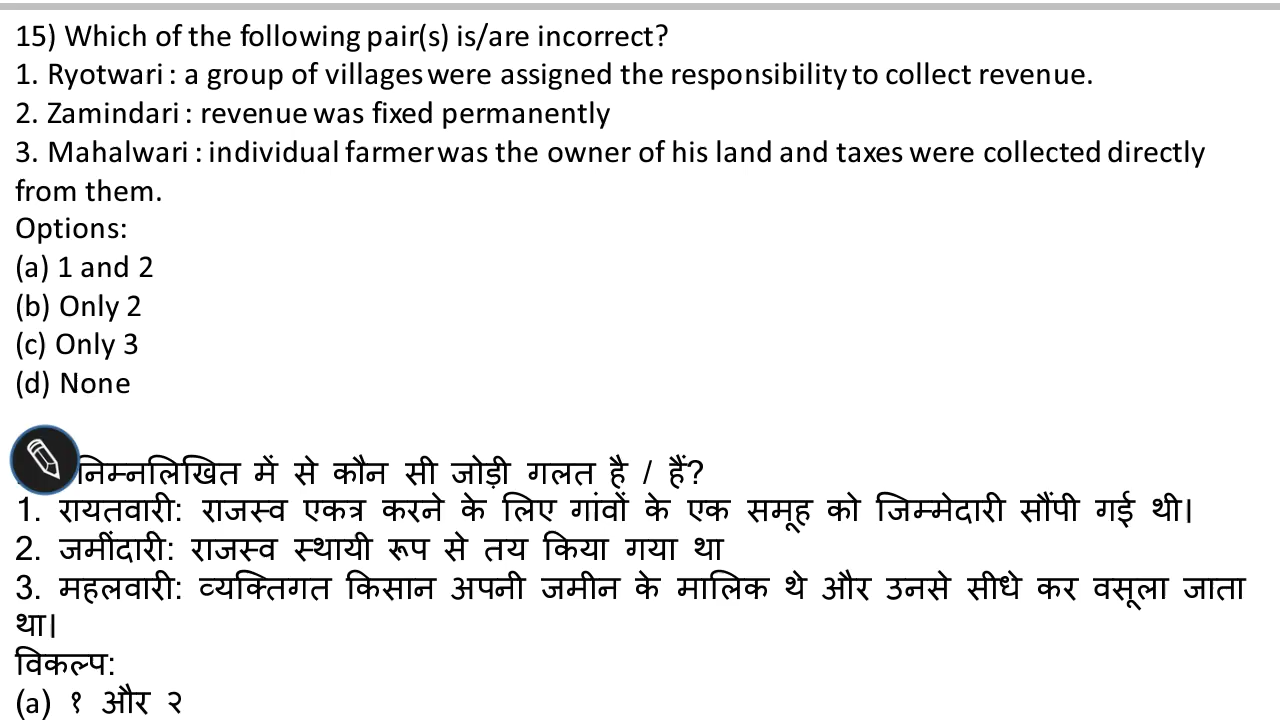 15) Which of the following pair(s) is/are incorrect?
1. Ryotwari : a group of villages were assigned the responsibility to collect revenue.
2. Zamindari : revenue was fixed permanently
3. Mahalwari : individual farmer was the owner of his land and taxes were collected directly
from them.
Options:
(a) 1 and 2
(b) Only 2
(c) Only 3
(d) None
निम्नलिखित में से कौन सी जोड़ी गलत है / हैं?
1. रायतवारी: राजस्व एकत्र करने के लिए गांवों के एक समूह को जिम्मेदारी सौंपी गई थी।
2. जमींदारी: राजस्व स्थायी रूप से तय किया गया था
3. महलवारी: व्यक्तिगत किसान अपनी जमीन के मालिक थे और उनसे सीधे कर वसूला जाता
था।
विकल्प:
(a) १ और २